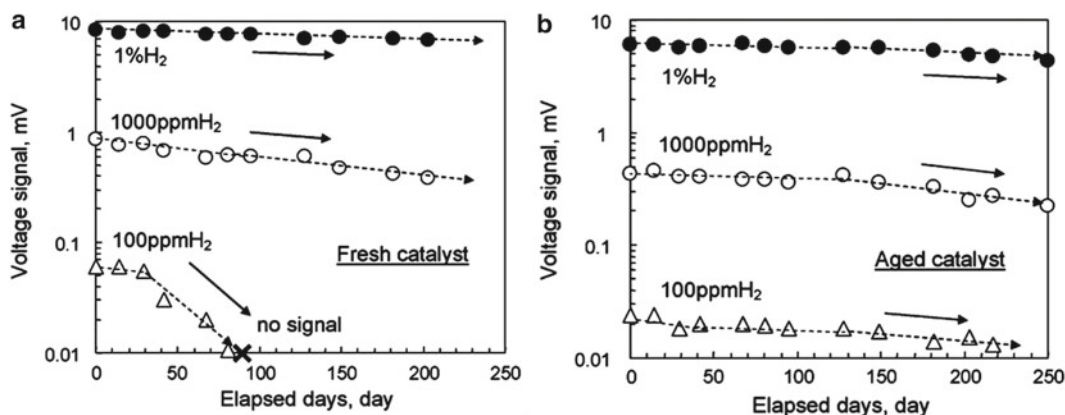 a
Voltage signal, mV
10
1
0.1
0.01
1%H₂
1000ppmH₂
100ppmH₂
Fresh catalyst
no signal
0 50 100 150 200 250
Elapsed days, day
b
Voltage signal, mV
10
1
0.1
0.01
1%H₂
1000ppmH₂
Aged catalyst
100ppmH₂
0 50 100 150 200 250
Elapsed days, day